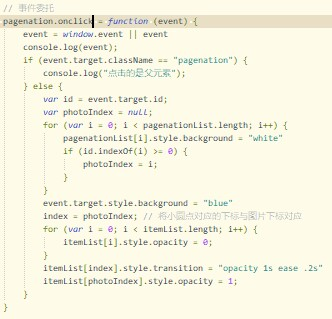 // 事件委托
pagenation.onclick = function (event) {
event = window.event || event
console.log(event);
if (event.target.className == "pagenation") {
console.log("点击的是父元素");
} else {
var id = event.target.id;
var photoIndex = null;
for (var i = 0; i < pagenationList.length; i++) {
pagenationList[i].style.background = "white"
if (id.indexOf(i) >= 0) {
photoIndex = i;
}
}
event.target.style.background = "blue"
index = photoIndex; // 将小圆点对应的下标与图片下标对应
for (var i = 0; i < itemList.length; i++) {
itemList[i].style.opacity = 0;
}
itemList[index].style.transition = "opacity 1s ease .2s"
itemList[photoIndex].style.opacity = 1;
}
}